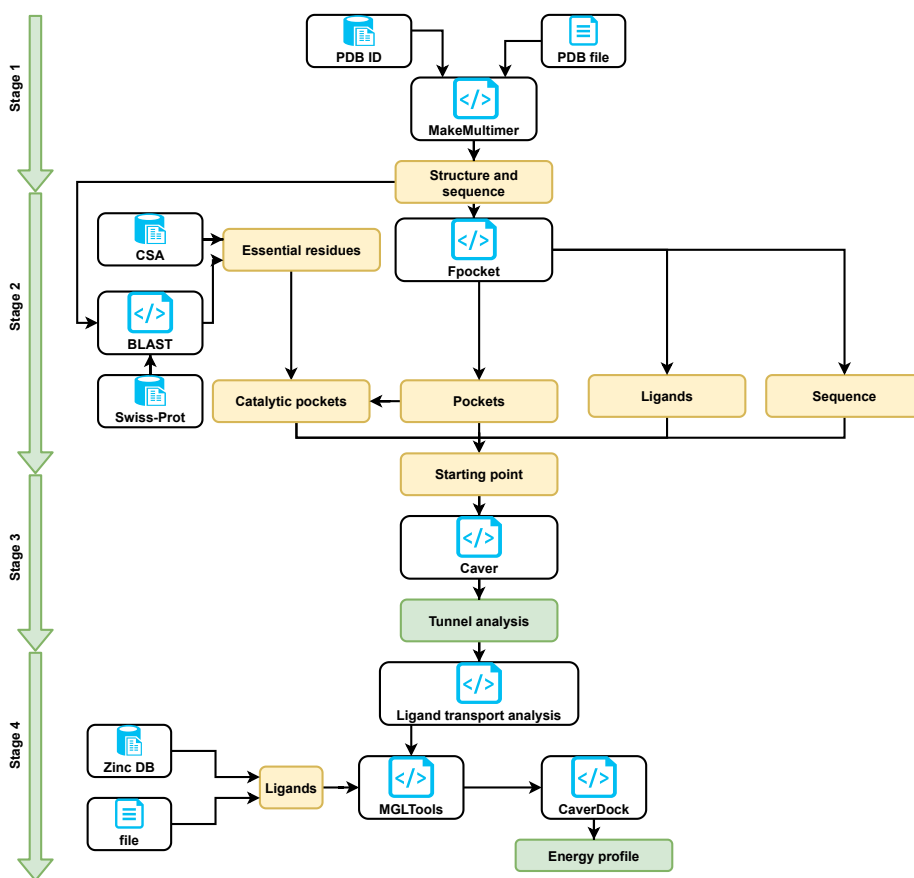 Stage 1
PDB ID
PDB file
</>
MakeMultimer
Structure and
sequence
Stage 2
CSA
Essential residues
</>
Fpocket
</>
BLAST
Swiss-Prot
Catalytic pockets
Pockets
Ligands
Sequence
Starting point
Stage 3
</>
Caver
Tunnel analysis
Stage 4
</>
Ligand transport analysis
Zinc DB
Ligands
file
</>
MGLTools
</>
CaverDock
Energy profile